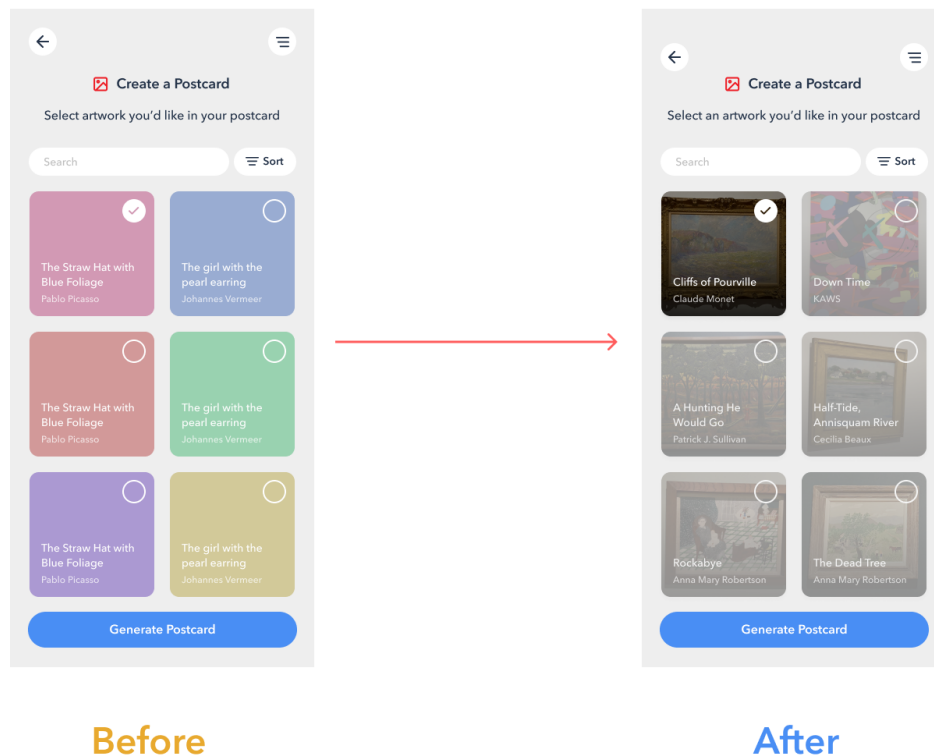 Create a Postcard
Select artwork you'd like in your postcard
Search
Sort
The Straw Hat with
Blue Foliage
Pablo Picasso
The girl with the
pearl earring
Johannes Vermeer
The Straw Hat with
Blue Foliage
Pablo Picasso
The girl with the
pearl earring
Johannes Vermeer
The Straw Hat with
Blue Foliage
Pablo Picasso
The girl with the
pearl earring
Johannes Vermeer
Generate Postcard
Before
Create a Postcard
Select an artwork you'd like in your postcard
Search
Sort
Cliffs of Pourville
Claude Monet
Down Time
KAWS
A Hunting He
Would Go
Patrick J. Sullivan
Half-Tide,
Annisquam River
Cecilia Beaux
Rockabye
Anna Mary Robertson
The Dead Tree
Anna Mary Robertson
Generate Postcard
After